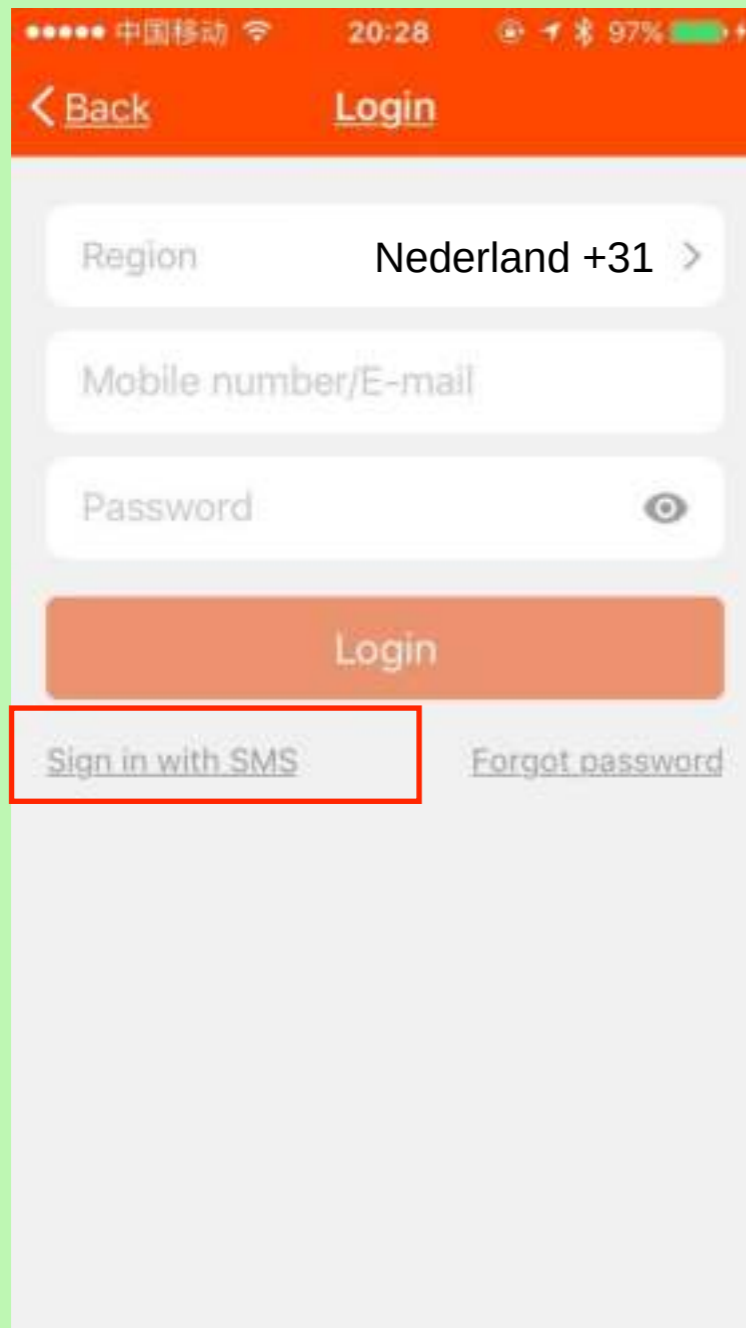 中国移动 20:28 97%
Back Login
Region Nederland +31
Mobile number/E-mail
Password
Login
Sign in with SMS Forgot password